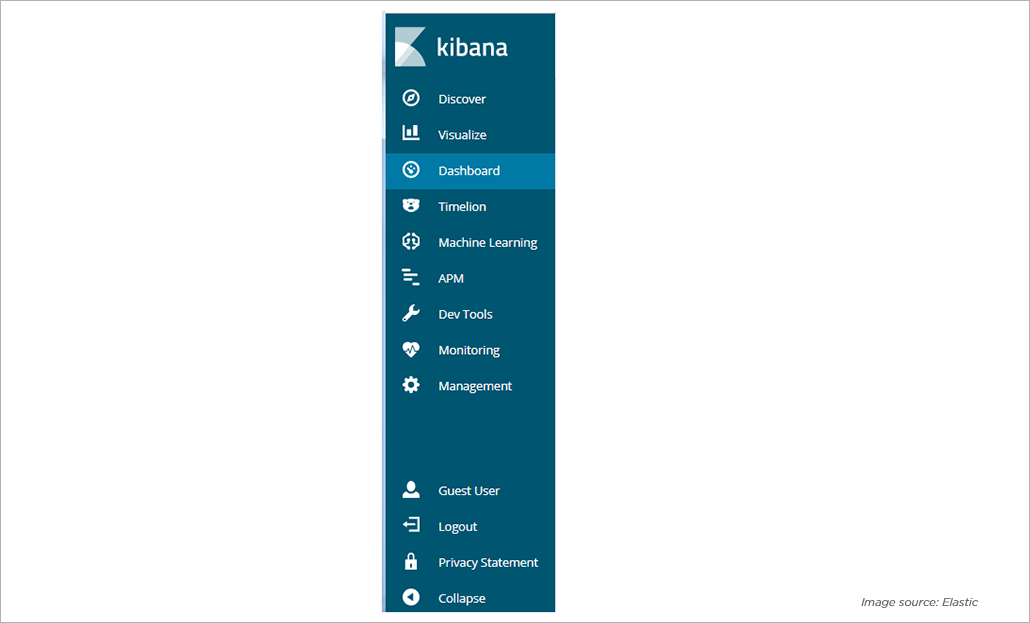 kibana
Discover
Visualize
Dashboard
Timelion
Machine Learning
APM
Dev Tools
Monitoring
Management
Guest User
Logout
Privacy Statement
Collapse
Image source: Elastic